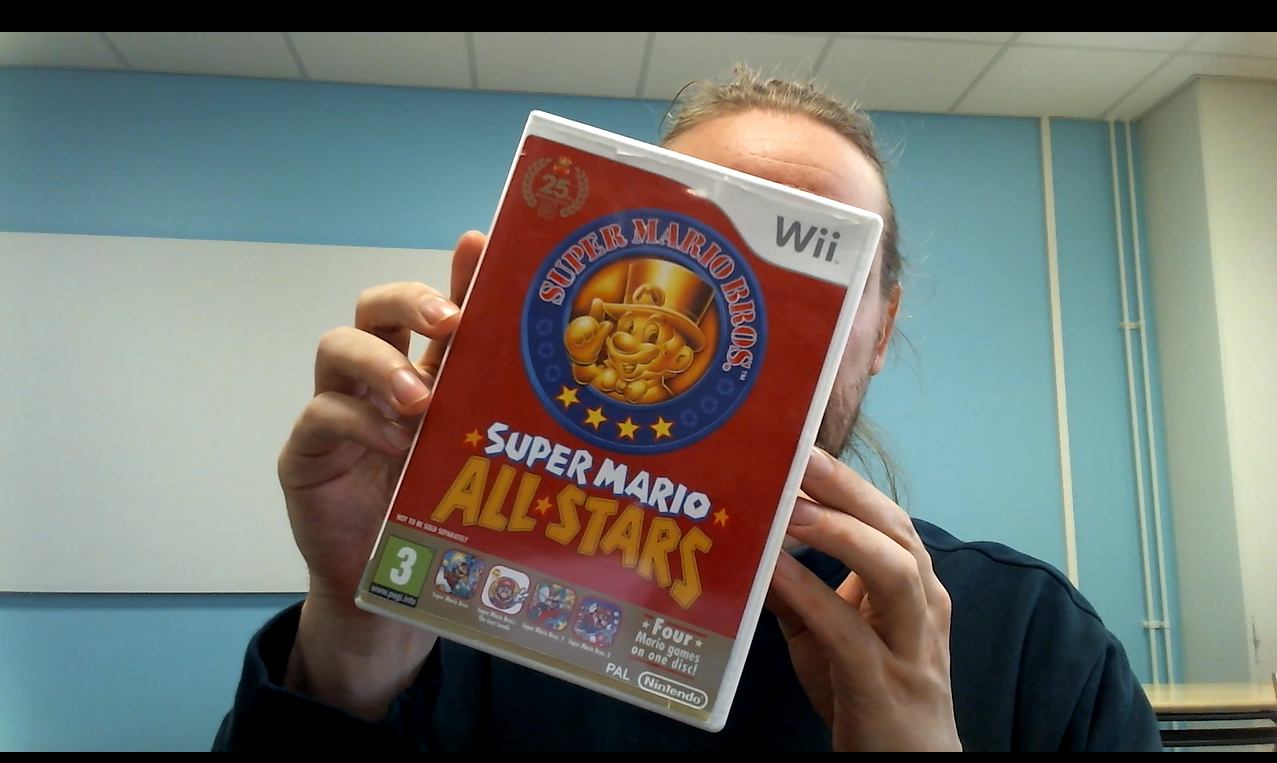 25
Wii
SUPER MARIO BROS.™
SUPER MARIO
ALL★STARS
NOT TO BE SOLD SEPARATELY
3
www.pegi.info
Super Mario Bros.
Super Mario Bros.:
The Lost Levels
Super Mario Bros. 2
Super Mario Bros. 3
★Four★
Mario games
on one disc!
PAL
Nintendo